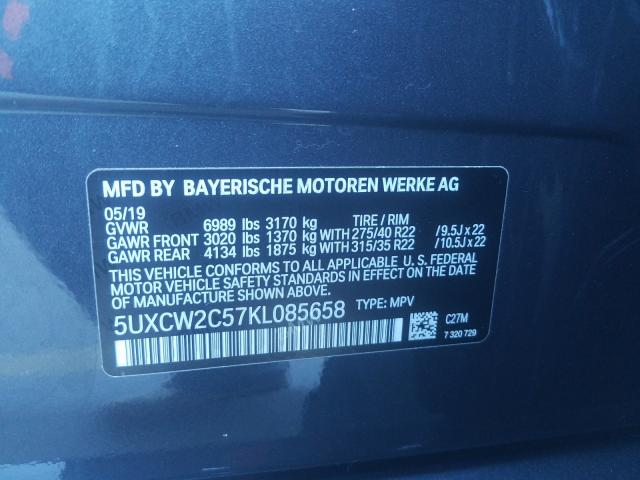 MFD BY BAYERISCHE MOTOREN WERKE AG
05/19
GVWR 6989 lbs 3170 kg TIRE / RIM
GAWR FRONT 3020 lbs 1370 kg WITH 275/40 R22 / 9.5J x 22
GAWR REAR 4134 lbs 1875 kg WITH 315/35 R22 / 10.5J x 22
THIS VEHICLE CONFORMS TO ALL APPLICABLE U. S. FEDERAL
MOTOR VEHICLE SAFETY STANDARDS IN EFFECT ON THE
DATE OF MANUFACTURE SHOWN ABOVE.
5UXCW2C57KL085658 TYPE: MPV
C27M
7 320 729